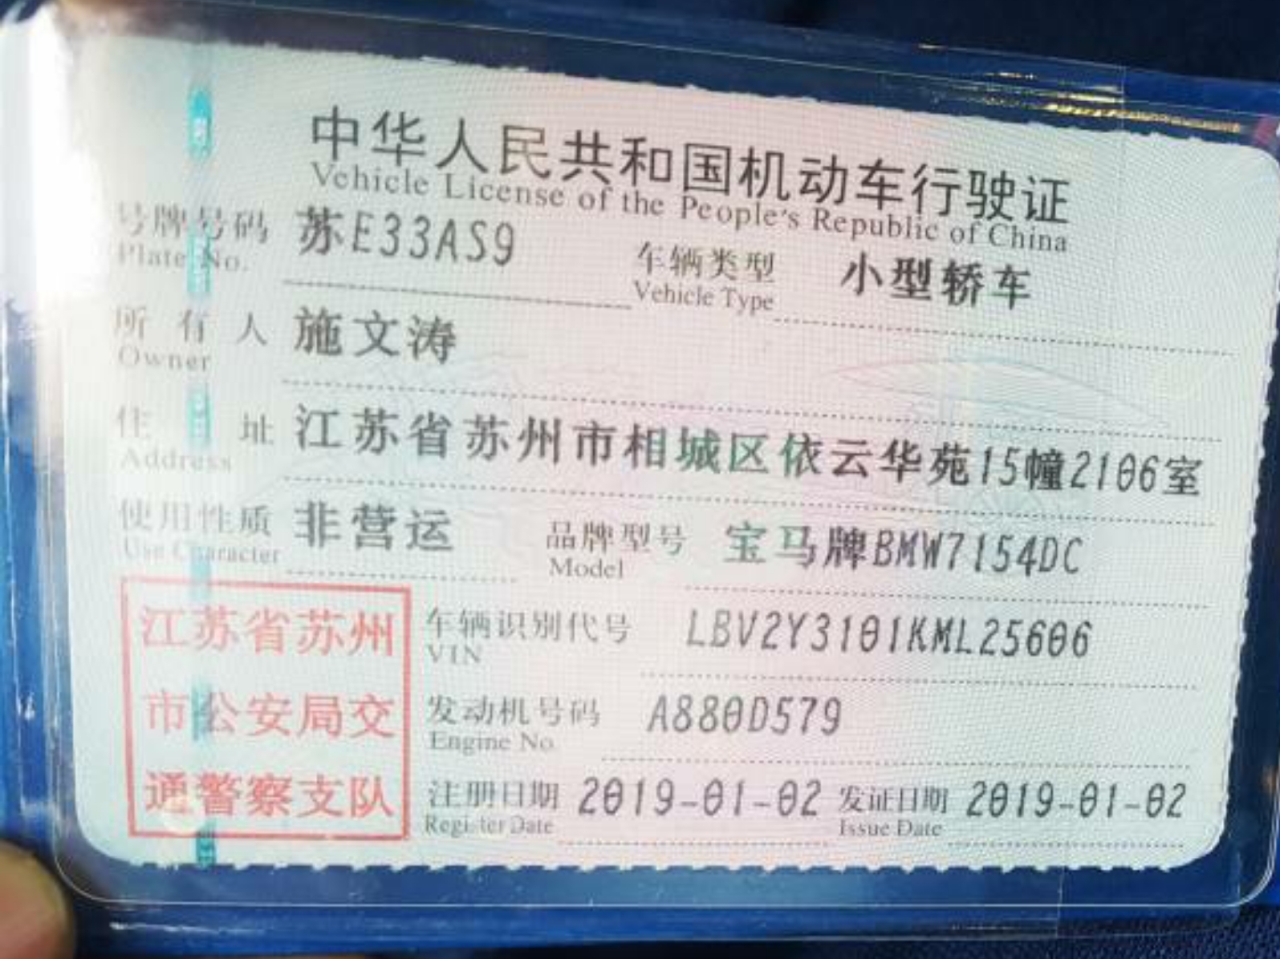 中华人民共和国机动车行驶证
Vehicle License of the People's Republic of China
号牌号码 苏E33AS9 车辆类型 小型轿车
Plate No. Vehicle Type
所有人 施文涛
Owner
住址 江苏省苏州市相城区依云华苑15幢2106室
Address
使用性质 非营运 品牌型号 宝马牌BMW7154DC
Use Character Model
江苏省苏州
市公安局交
通警察支队
车辆识别代号 LBV2Y3101KML25606
VIN
发动机号码 A880D579
Engine No.
注册日期 2019-01-02 发证日期 2019-01-02
Register Date Issue Date